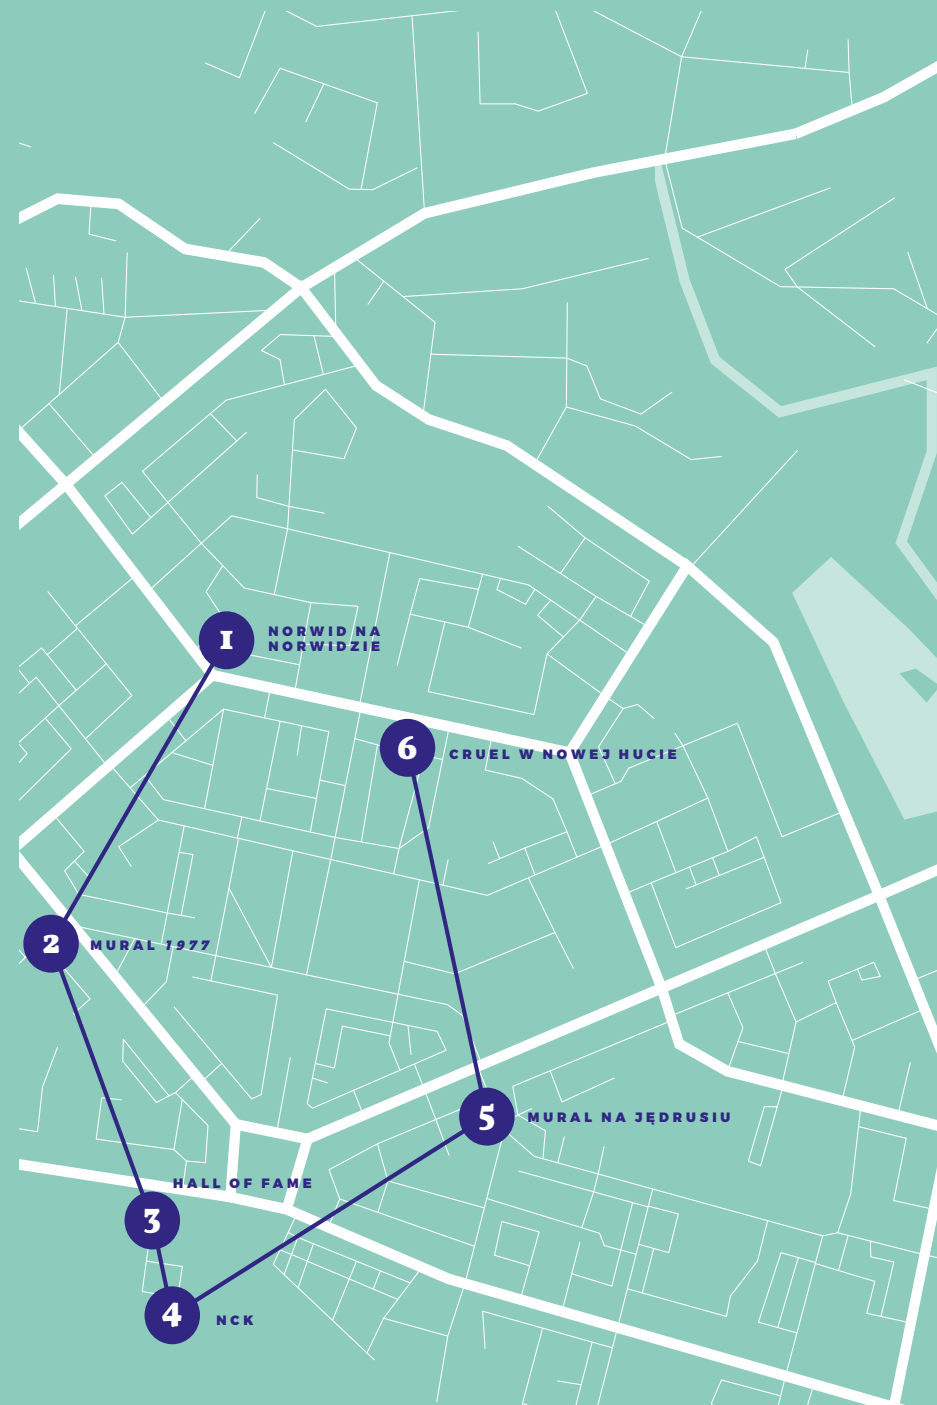 1
NORWID NA
NORWIDZIE
6
CRUEL W NOWEJ HUCIE
2
MURAL 1977
5
MURAL NA JĘDRUSIU
HALL OF FAME
3
4
NCK